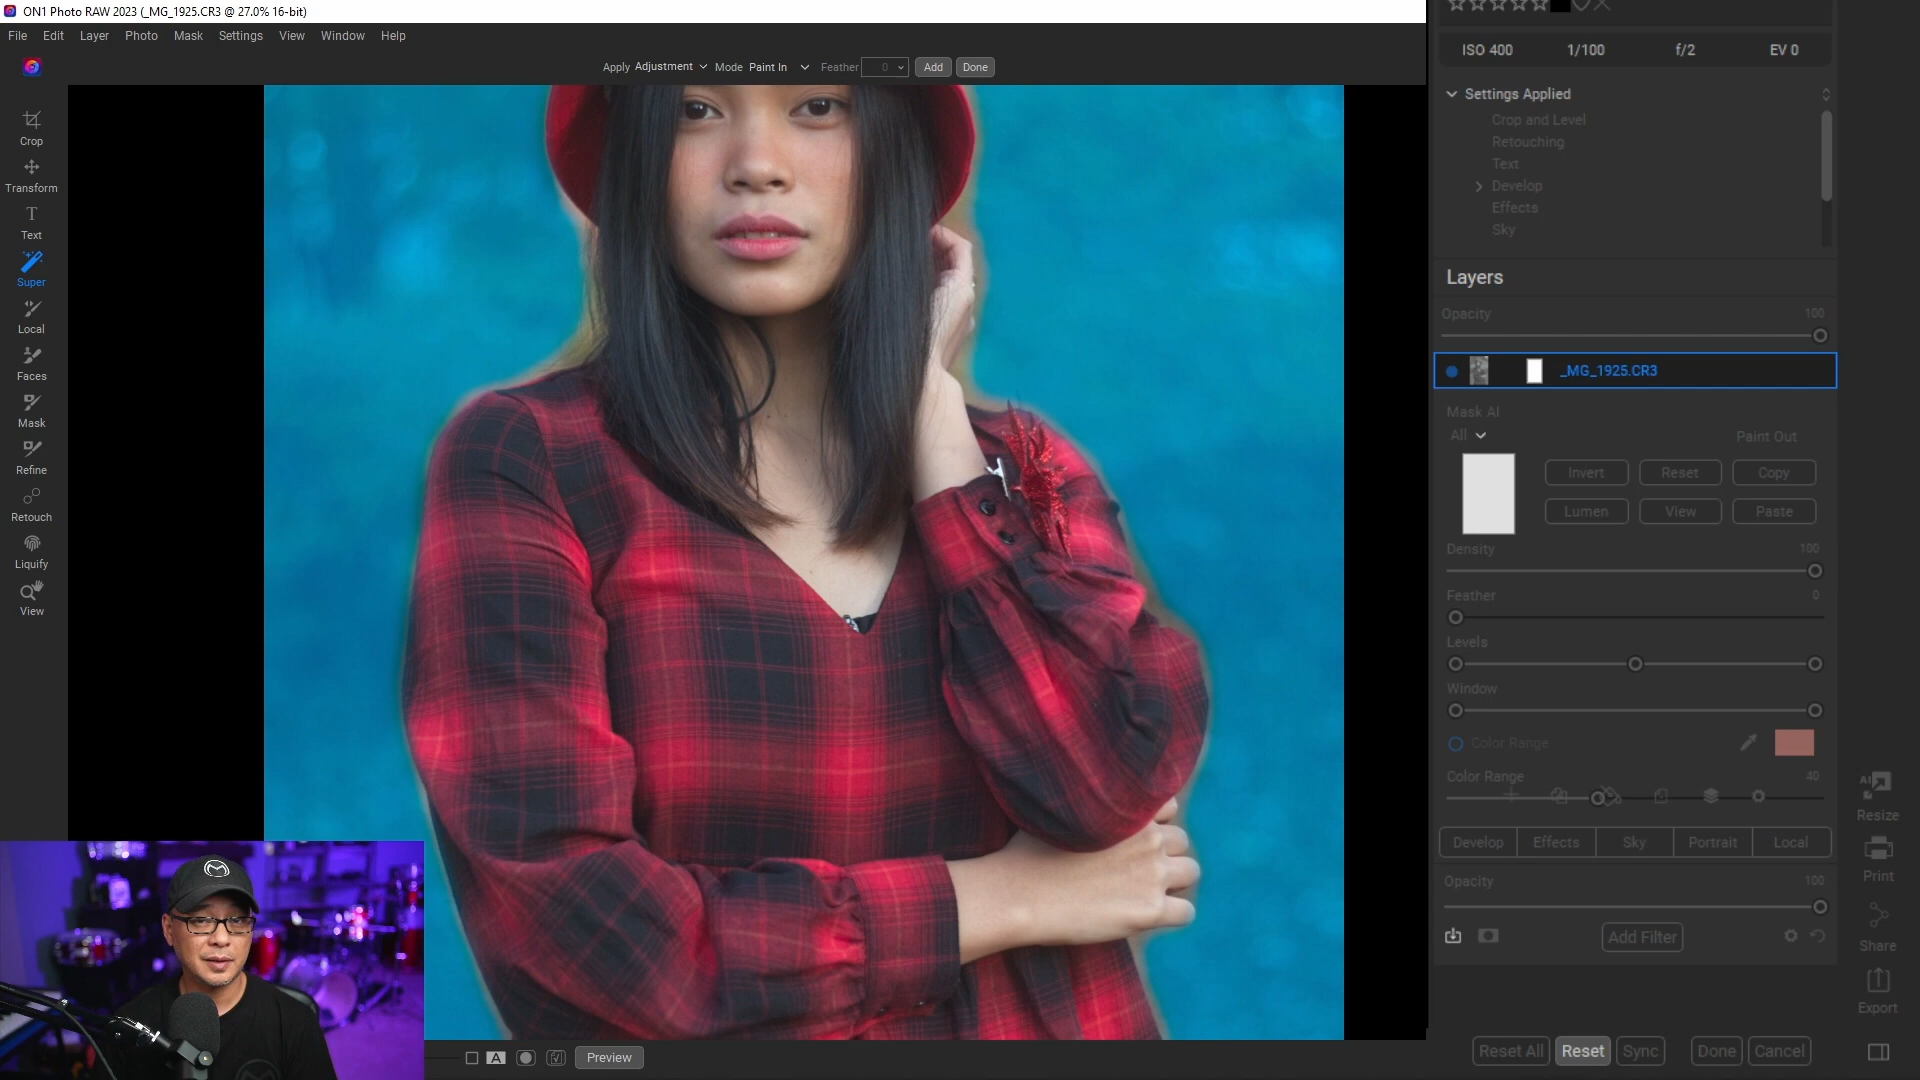 ON1 Photo RAW 2023 (_MG_1925.CR3 @ 27.0% 16-bit)
File Edit Layer Photo Mask Settings View Window Help
Apply Adjustment Mode Paint In Feather 0 Add Done
Crop
Transform
T
Text
Super
Local
Faces
Mask
Refine
Retouch
Liquify
View
A
Preview
ISO 400 1/100 f/2 EV 0
Settings Applied
Crop and Level
Retouching
Text
Develop
Effects
Sky
Layers
Opacity 100
_MG_1925.CR3
Mask AI
All Paint Out
Invert Reset Copy
Lumen View Paste
Density 100
Feather 0
Levels
Window
Color Range
Color Range 40
Develop Effects Sky Portrait Local
Opacity 100
Add Filter
Reset All Reset Sync Done Cancel
AI
Resize
Print
Share
Export